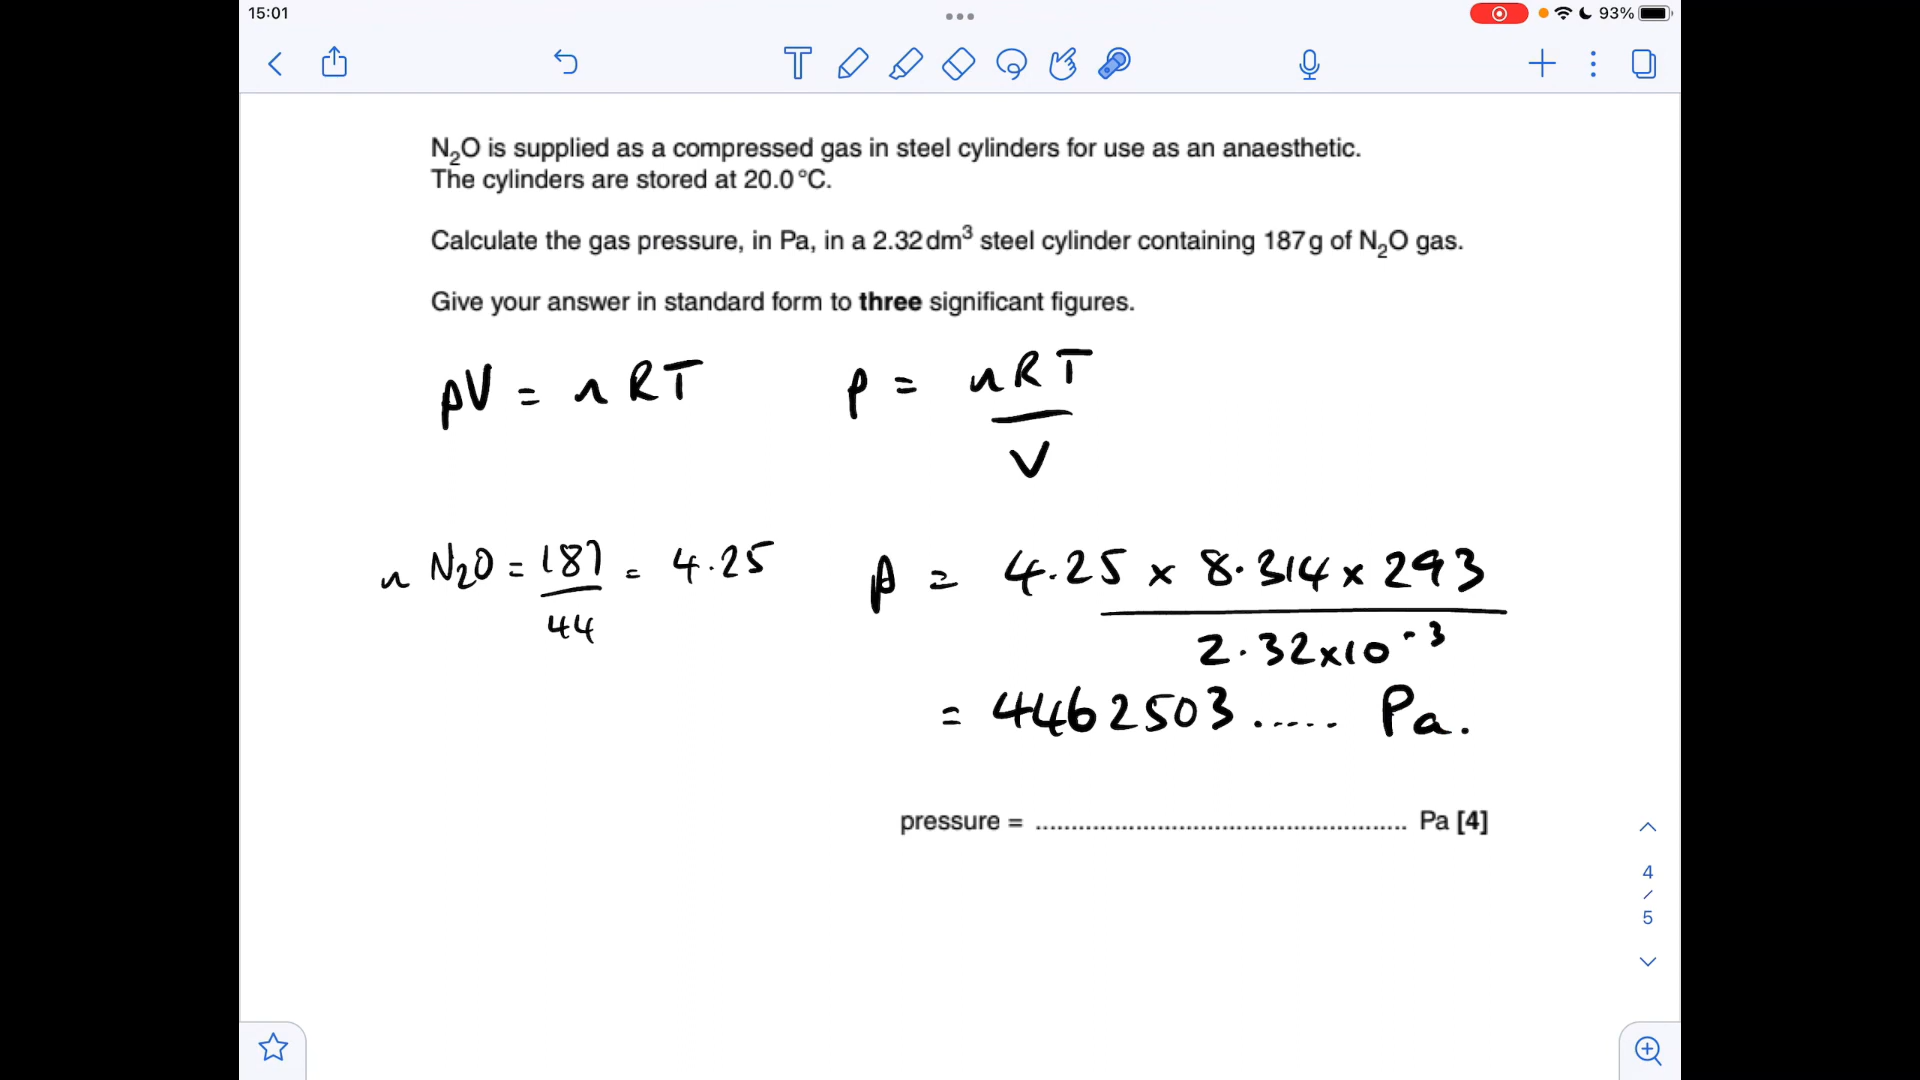 15:01
93%
N₂O is supplied as a compressed gas in steel cylinders for use as an anaesthetic.
The cylinders are stored at 20.0 °C.
Calculate the gas pressure, in Pa, in a 2.32 dm³ steel cylinder containing 187 g of N₂O gas.
Give your answer in standard form to three significant figures.
pV = nRT
p = nRT / V
n N₂O = 187 / 44 = 4.25
p = 4.25 × 8.314 × 293 / 2.32×10⁻³
= 4462503..... Pa.
pressure = .................................................... Pa [4]
4
/
5